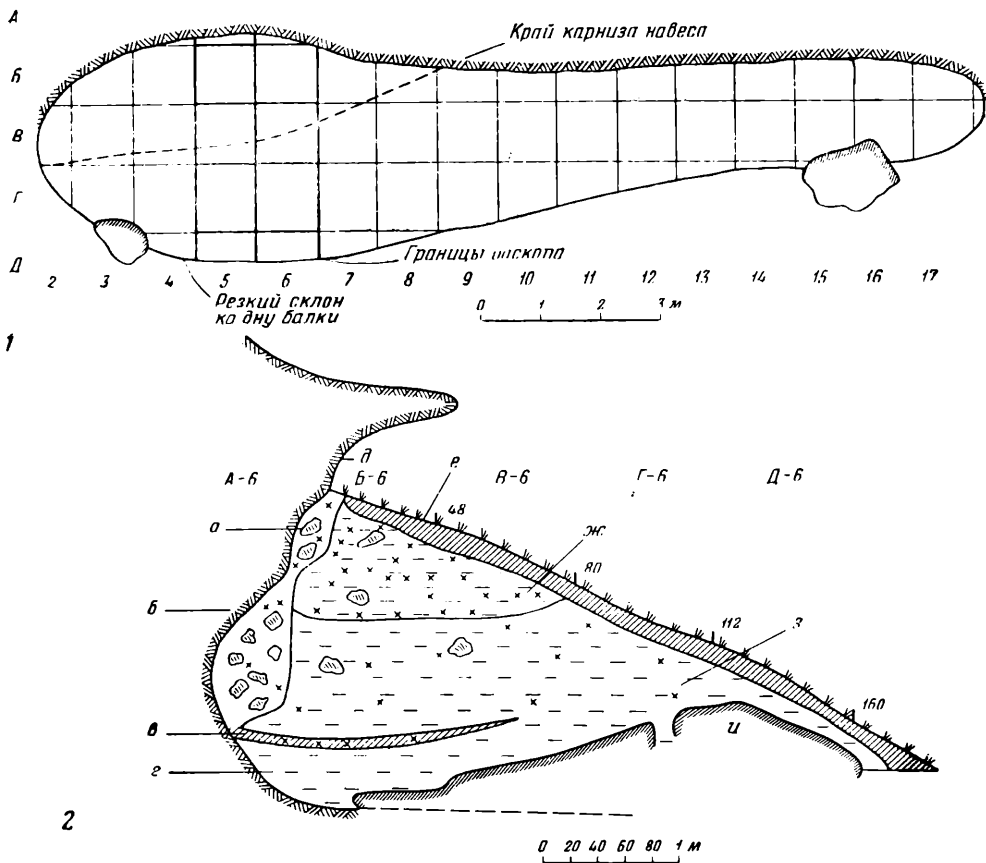 А
Край карниза навеса
Б
В
Г
Д
Границы раскопа
2 3 4 5 6 7 8 9 10 11 12 13 14 15 16 17
Резкий склон
ко дну балки
0 1 2 3 м
1
д
е
А-6 Б-6 В-6 Г-6 Д-6
а
48
ж
80
б
112
з
160
в
и
г
2
0 20 40 60 80 1 м